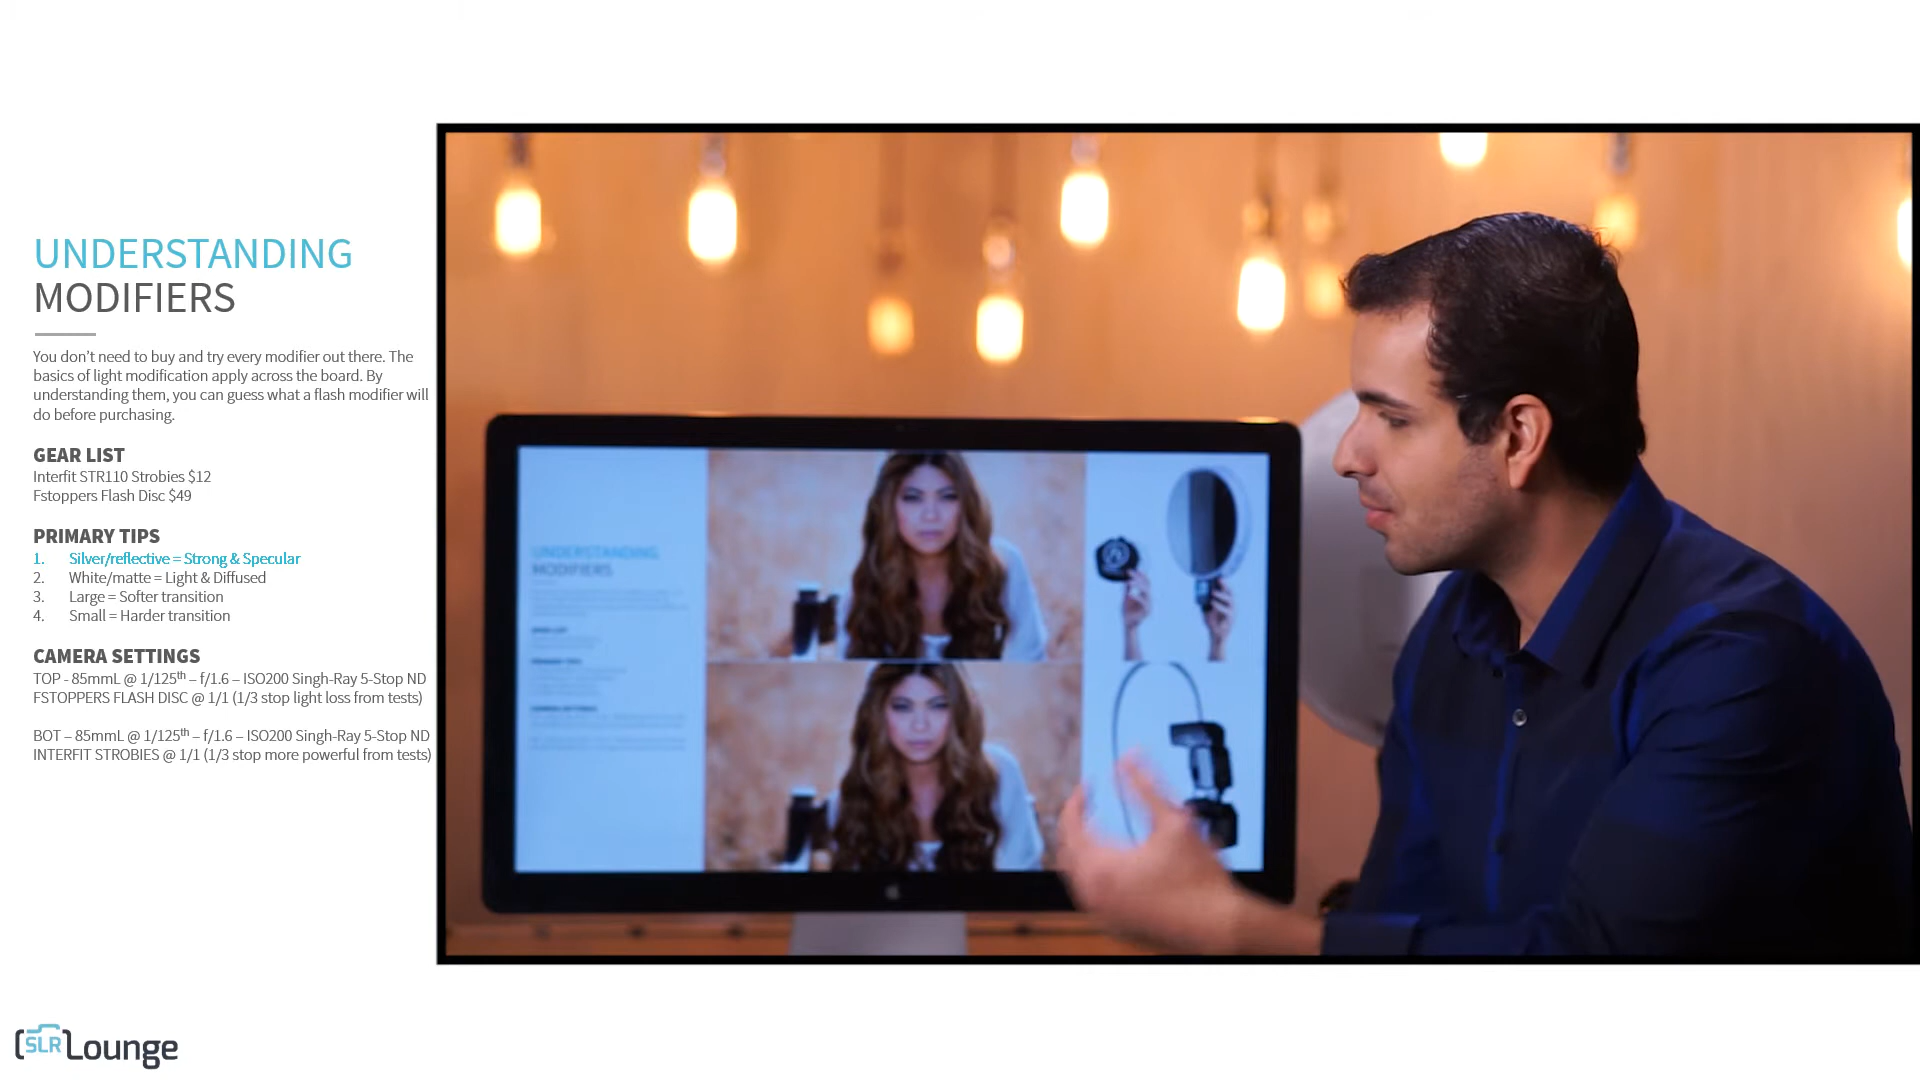 UNDERSTANDING
MODIFIERS
You don’t need to buy and try every modifier out there. The
basics of light modification apply across the board. By
understanding them, you can guess what a flash modifier will
do before purchasing.
GEAR LIST
Interfit STR110 Strobies $12
Fstoppers Flash Disc $49
PRIMARY TIPS
1. Silver/reflective = Strong & Specular
2. White/matte = Light & Diffused
3. Large = Softer transition
4. Small = Harder transition
CAMERA SETTINGS
TOP - 85mmL @ 1/125th – f/1.6 – ISO200 Singh-Ray 5-Stop ND
FSTOPPERS FLASH DISC @ 1/1 (1/3 stop light loss from tests)
BOT – 85mmL @ 1/125th – f/1.6 – ISO200 Singh-Ray 5-Stop ND
INTERFIT STROBIES @ 1/1 (1/3 stop more powerful from tests)
UNDERSTANDING
MODIFIERS
SLR Lounge